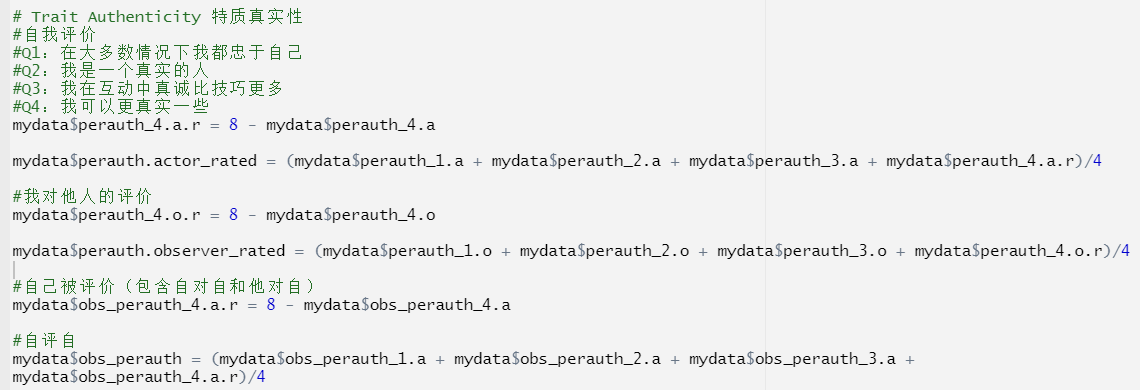 # Trait Authenticity 特质真实性
#自我评价
#Q1：在大多数情况下我都忠于自己
#Q2：我是一个真实的人
#Q3：我在互动中真诚比技巧更多
#Q4：我可以更真实一些
mydata$perauth_4.a.r = 8 - mydata$perauth_4.a
mydata$perauth.actor_rated = (mydata$perauth_1.a + mydata$perauth_2.a + mydata$perauth_3.a + mydata$perauth_4.a.r)/4
#我对他人的评价
mydata$perauth_4.o.r = 8 - mydata$perauth_4.o
mydata$perauth.observer_rated = (mydata$perauth_1.o + mydata$perauth_2.o + mydata$perauth_3.o + mydata$perauth_4.o.r)/4
#自己被评价（包含自对自和他对自）
mydata$obs_perauth_4.a.r = 8 - mydata$obs_perauth_4.a
#自评自
mydata$obs_perauth = (mydata$obs_perauth_1.a + mydata$obs_perauth_2.a + mydata$obs_perauth_3.a +
mydata$obs_perauth_4.a.r)/4